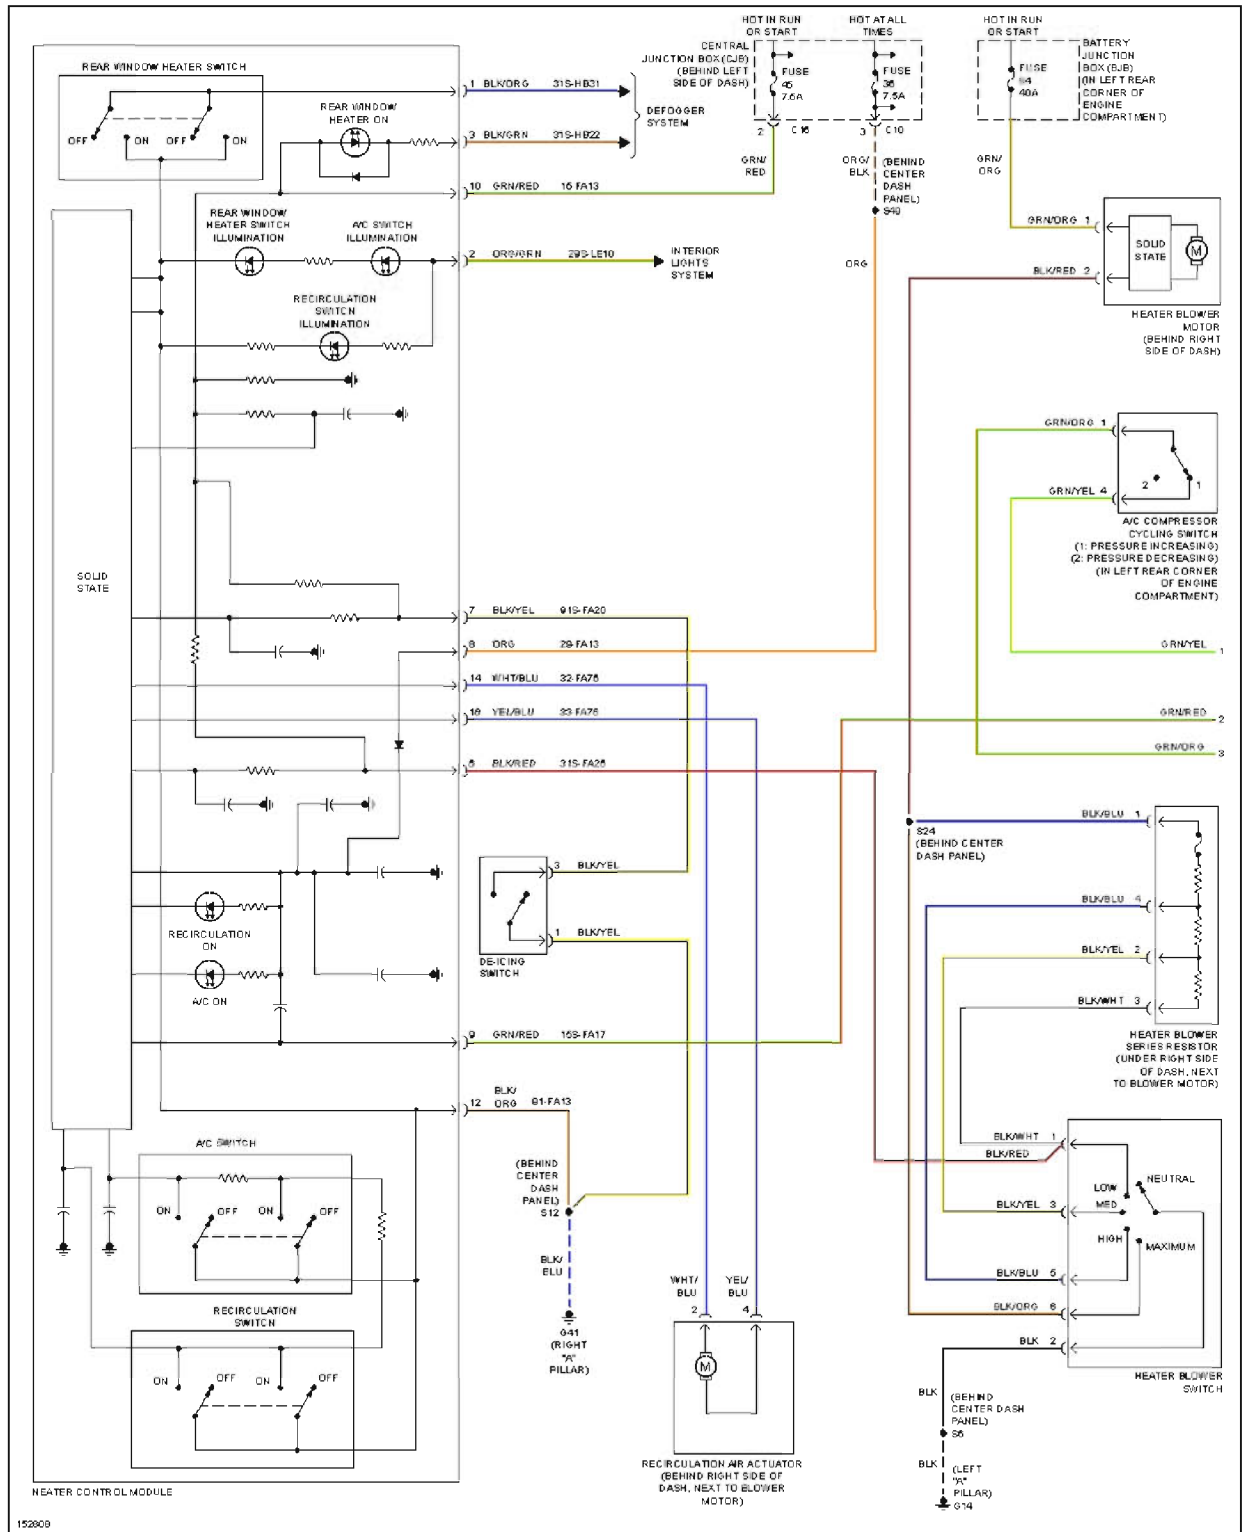 HOT IN RUN
OR START
HOT AT ALL
TIMES
HOT IN RUN
OR START
CENTRAL
JUNCTION BOX (CJB)
(BEHIND LEFT
SIDE OF DASH)
FUSE
45
7.5A
FUSE
36
7.5A
2
C16
3
C10
FUSE
64
40A
BATTERY
JUNCTION
BOX (BJB)
(IN LEFT REAR
CORNER OF
ENGINE
COMPARTMENT)
REAR WINDOW HEATER SWITCH
OFF
ON
OFF
ON
REAR WINDOW
HEATER ON
1 BLK/ORG 31S-HB31
3 BLK/GRN 31S-HB22
DEFOGGER
SYSTEM
10 GRN/RED 15-FA13
GRN/
RED
ORG/
BLK
(BEHIND
CENTER
DASH
PANEL)
S40
GRN/
ORG
ORG
REAR WINDOW
HEATER SWITCH
ILLUMINATION
A/C SWITCH
ILLUMINATION
2 ORG/GRN 29S-LE10
INTERIOR
LIGHTS
SYSTEM
RECIRCULATION
SWITCH
ILLUMINATION
GRN/ORG 1
BLK/RED 2
SOLID
STATE
M
HEATER BLOWER
MOTOR
(BEHIND RIGHT
SIDE OF DASH)
GRN/ORG 1
GRN/YEL 4
2
1
A/C COMPRESSOR
CYCLING SWITCH
(1: PRESSURE INCREASING)
(2: PRESSURE DECREASING)
(IN LEFT REAR CORNER
OF ENGINE
COMPARTMENT)
SOLID
STATE
7 BLK/YEL 91S-FA20
8 ORG 29-FA13
14 WHT/BLU 32-FA75
YEL/BLU 33-FA75
BLK/RED 31S-FA25
GRN/YEL 1
GRN/RED 2
GRN/ORG 3
S24
(BEHIND CENTER
DASH PANEL)
BLK/BLU 1
BLK/BLU 4
BLK/YEL 2
BLK/WHT 3
HEATER BLOWER
SERIES RESISTOR
(UNDER RIGHT SIDE
OF DASH, NEXT
TO BLOWER MOTOR)
3 BLK/YEL
1 BLK/YEL
DE-ICING
SWITCH
RECIRCULATION
ON
A/C ON
9 GRN/RED 15S-FA17
12
BLK/
ORG 91-FA13
A/C SWITCH
ON
OFF
ON
OFF
RECIRCULATION
SWITCH
ON
OFF
ON
OFF
(BEHIND
CENTER
DASH
PANEL)
S12
BLK/
BLU
G41
(RIGHT
"A"
PILLAR)
WHT/
BLU
2
YEL/
BLU
4
M
RECIRCULATION AIR ACTUATOR
(BEHIND RIGHT SIDE OF
DASH, NEXT TO BLOWER
MOTOR)
BLK/WHT 1
BLK/RED
BLK/YEL 3
BLK/BLU 5
BLK/ORG 6
BLK 2
LOW
MED
HIGH
NEUTRAL
MAXIMUM
HEATER BLOWER
SWITCH
BLK
(BEHIND
CENTER DASH
PANEL)
BLK
(LEFT
"A"
PILLAR)
G14
HEATER CONTROL MODULE